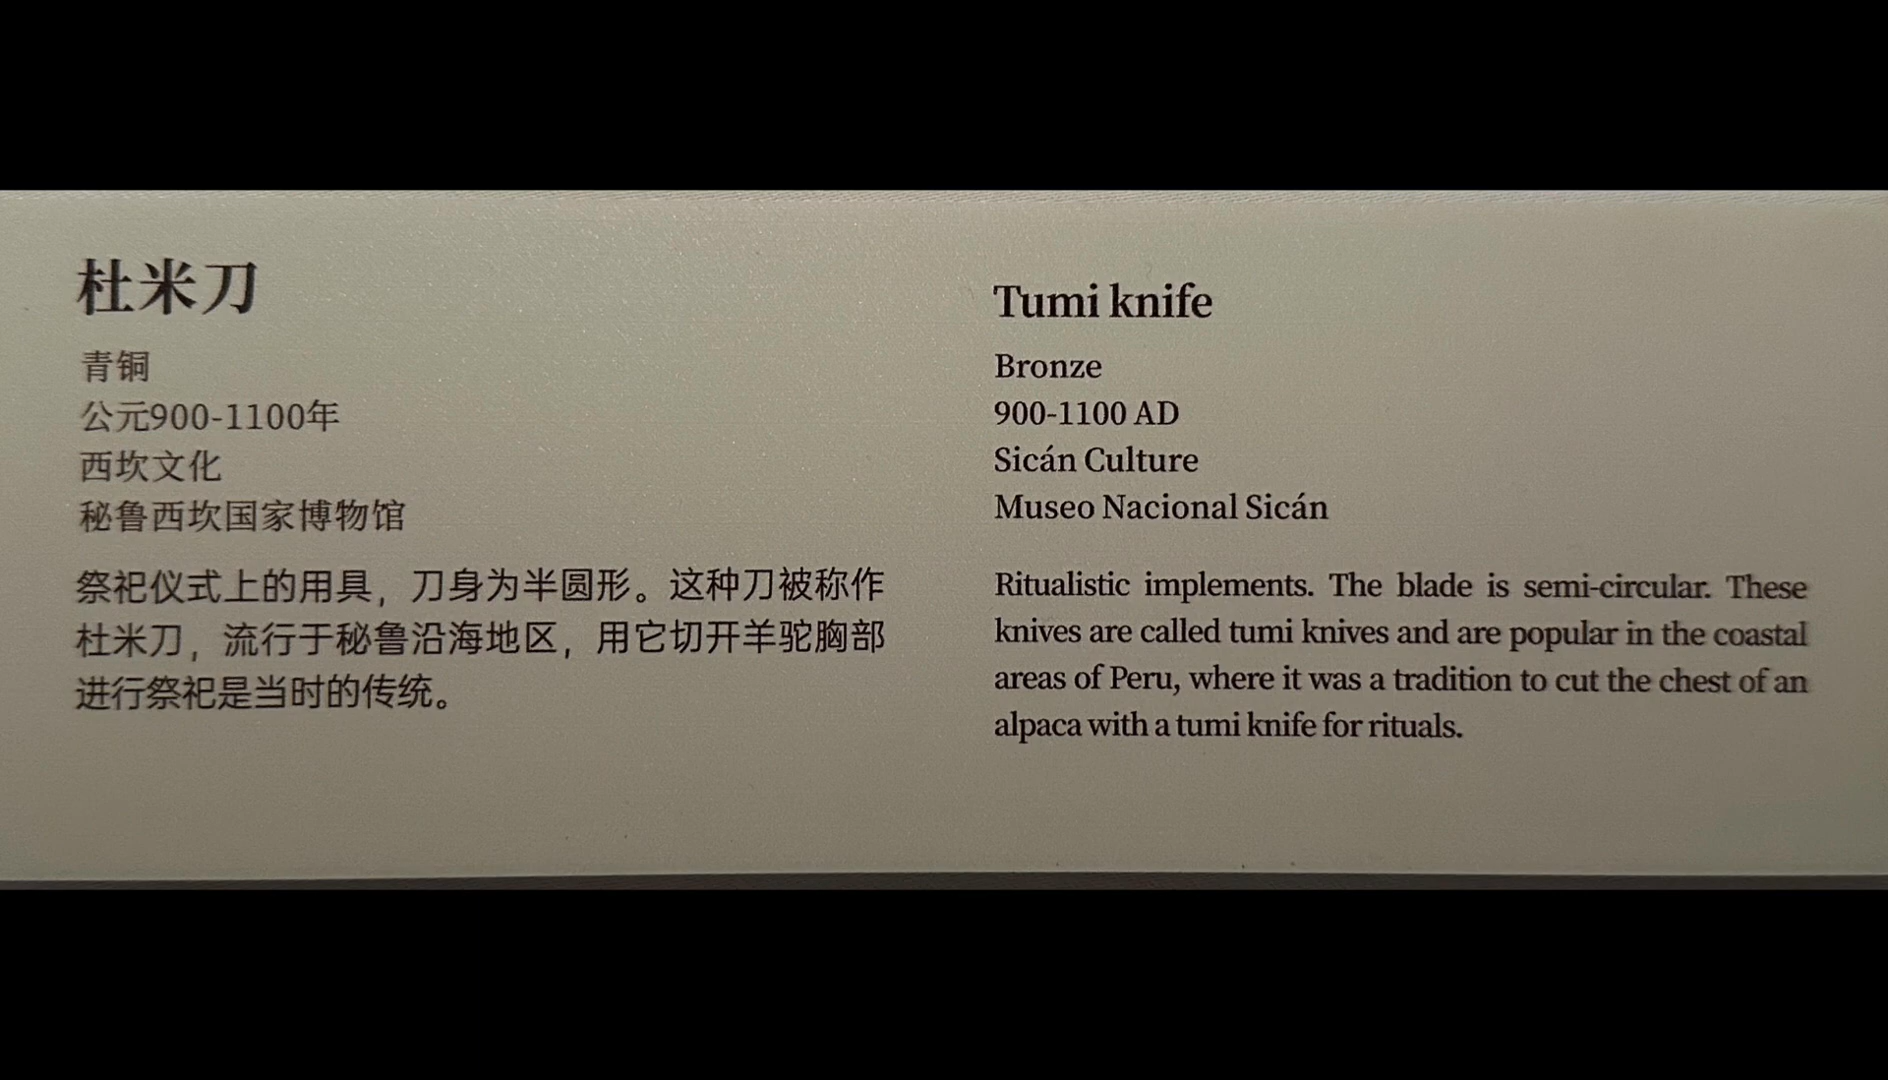 杜米刀
青铜
公元900-1100年
西坎文化
秘鲁西坎国家博物馆
祭祀仪式上的用具，刀身为半圆形。这种刀被称作
杜米刀，流行于秘鲁沿海地区，用它切开羊驼胸部
进行祭祀是当时的传统。
Tumi knife
Bronze
900-1100 AD
Sicán Culture
Museo Nacional Sicán
Ritualistic implements. The blade is semi-circular. These
knives are called tumi knives and are popular in the coastal
areas of Peru, where it was a tradition to cut the chest of an
alpaca with a tumi knife for rituals.